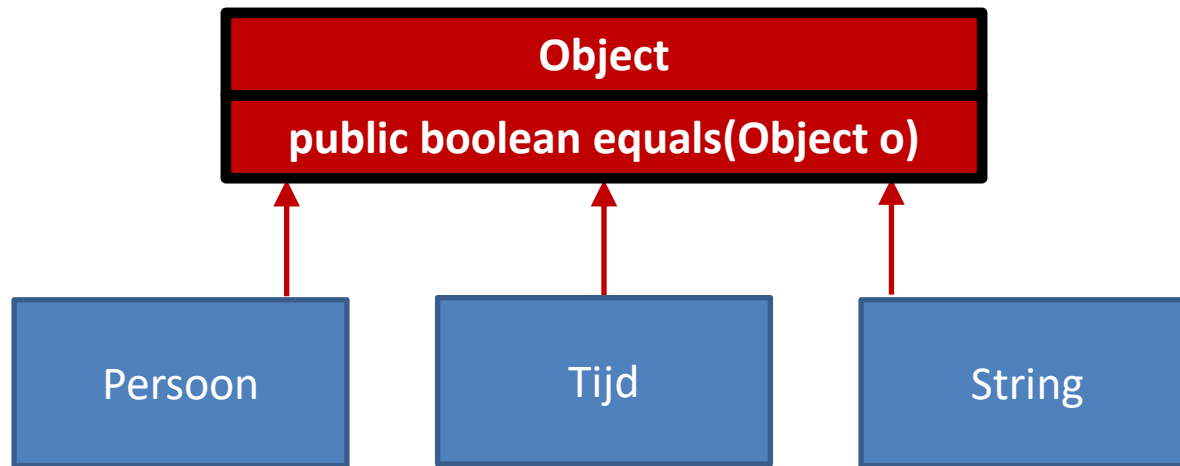 Object
public boolean equals(Object o)
Persoon
Tijd
String